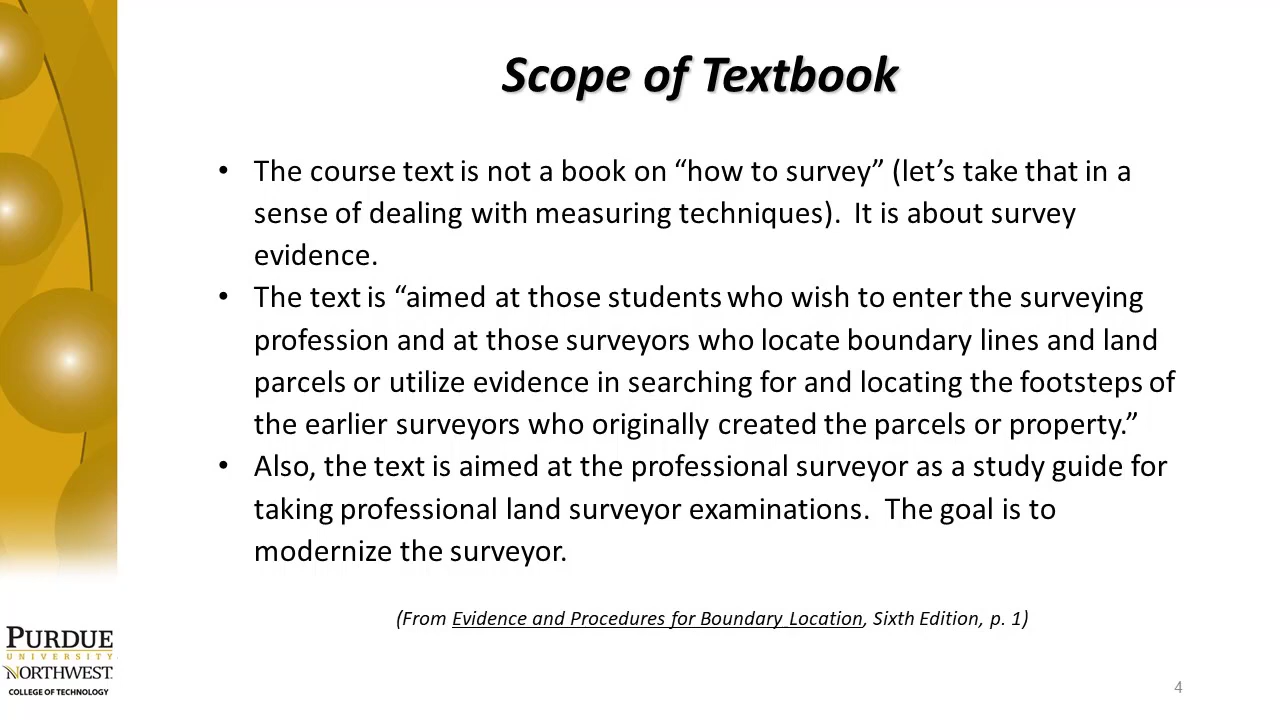 Scope of Textbook
• The course text is not a book on “how to survey” (let’s take that in a
sense of dealing with measuring techniques).  It is about survey
evidence.
• The text is “aimed at those students who wish to enter the surveying
profession and at those surveyors who locate boundary lines and land
parcels or utilize evidence in searching for and locating the footsteps of
the earlier surveyors who originally created the parcels or property.”
• Also, the text is aimed at the professional surveyor as a study guide for
taking professional land surveyor examinations.  The goal is to
modernize the surveyor.
(From Evidence and Procedures for Boundary Location, Sixth Edition, p. 1)
PURDUE
UNIVERSITY
NORTHWEST
COLLEGE OF TECHNOLOGY
4